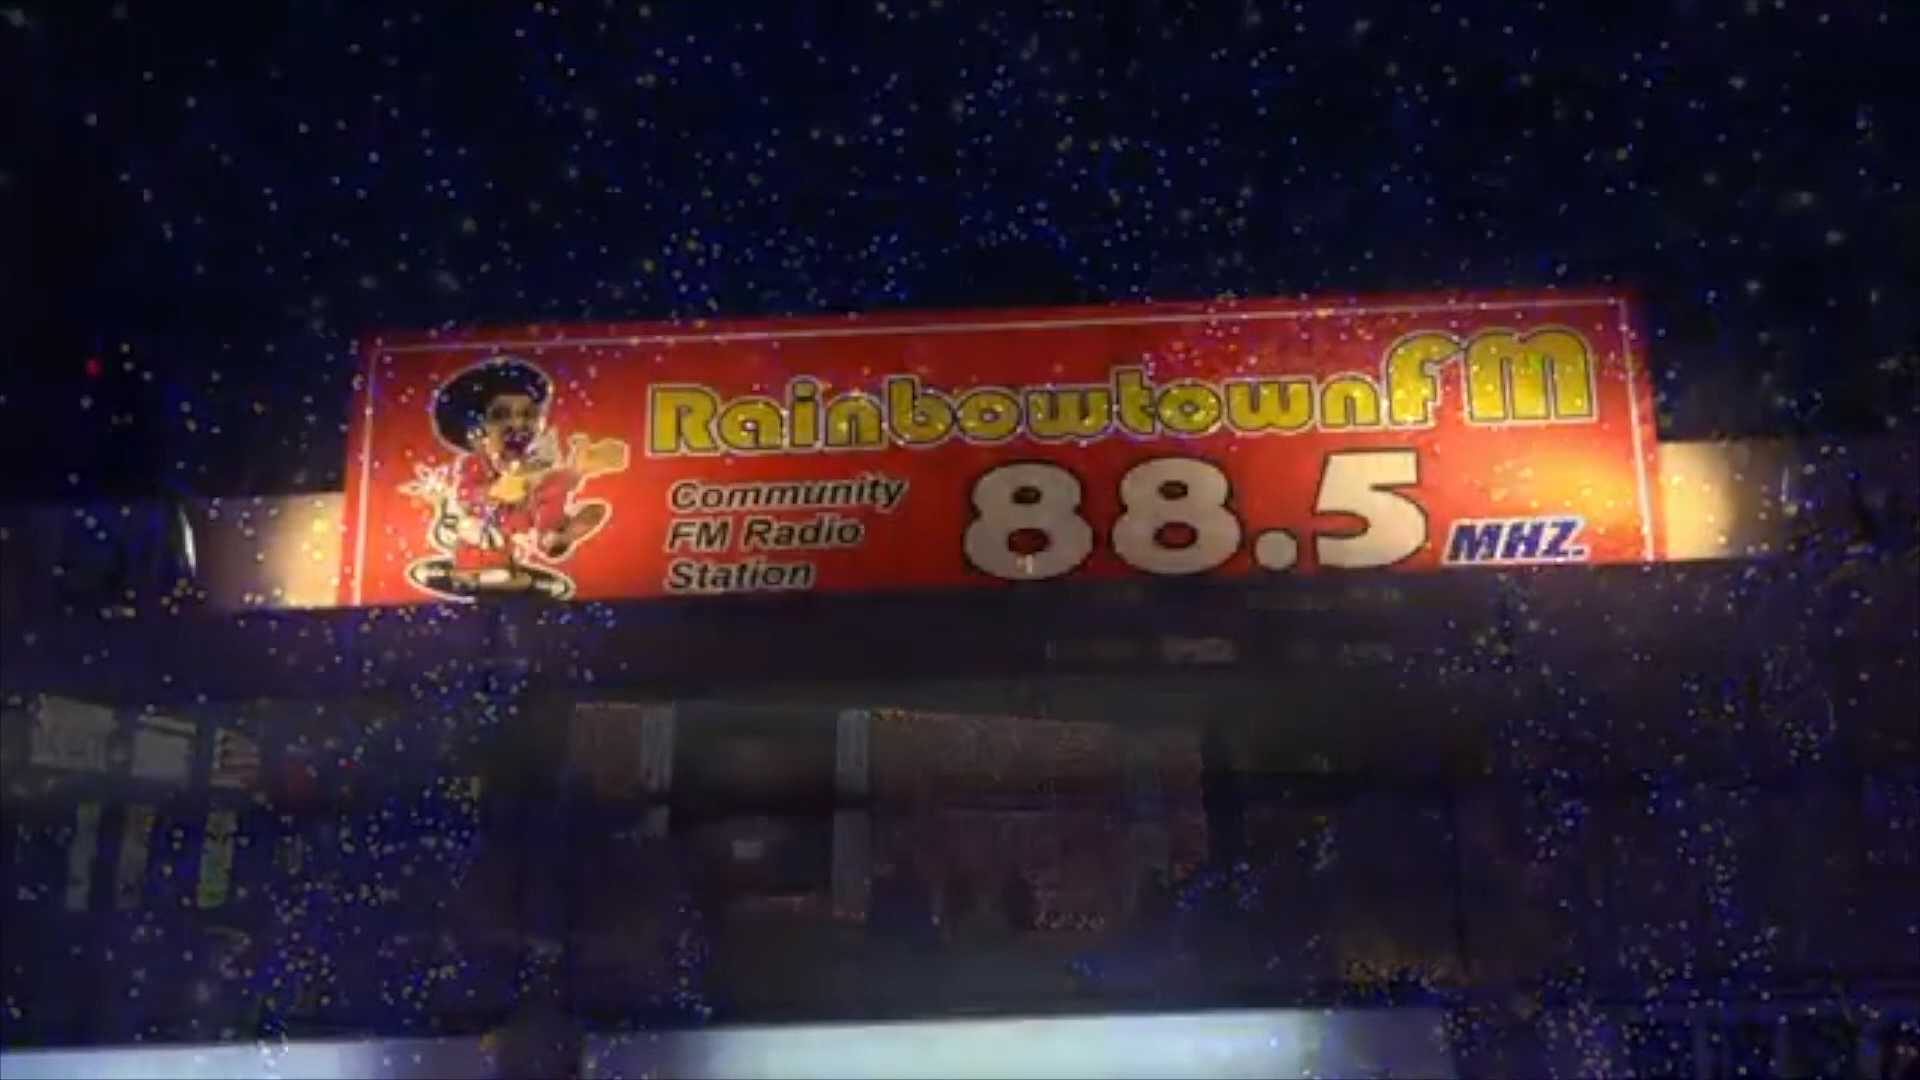 RainbowtownfM
Community
FM Radio
Station
88.5 MHZ.